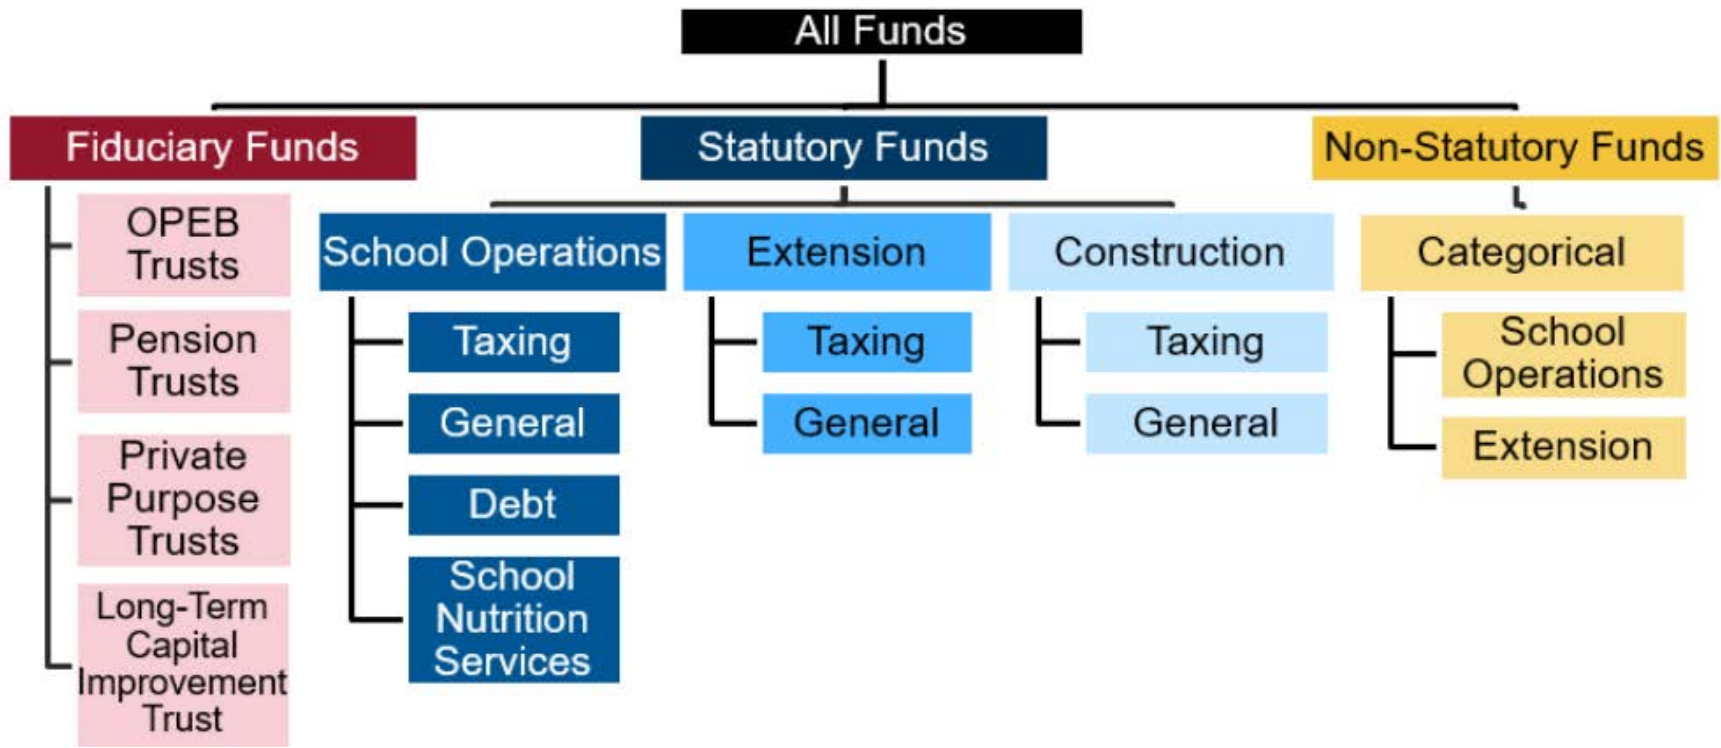 All Funds
Fiduciary Funds
Statutory Funds
Non-Statutory Funds
OPEB
Trusts
Pension
Trusts
Private
Purpose
Trusts
Long-Term
Capital
Improvement
Trust
School Operations
Taxing
General
Debt
School
Nutrition
Services
Extension
Taxing
General
Construction
Taxing
General
Categorical
School
Operations
Extension